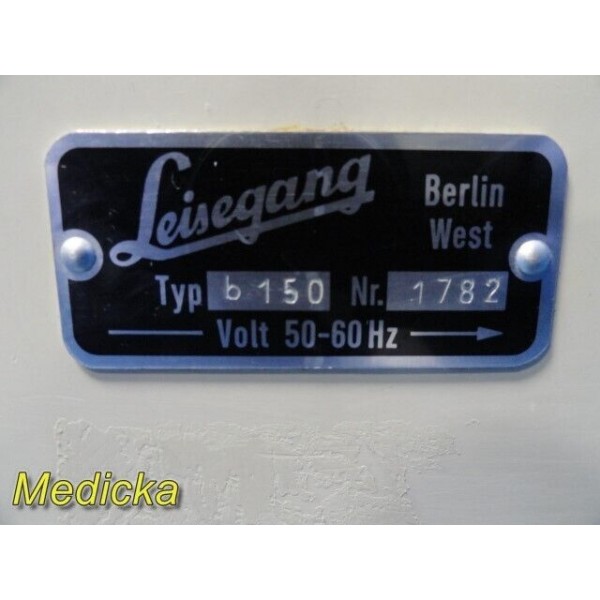 Leisegang
Berlin
West
Typ b 150 Nr. 1782
Volt 50-60 Hz
Medicka